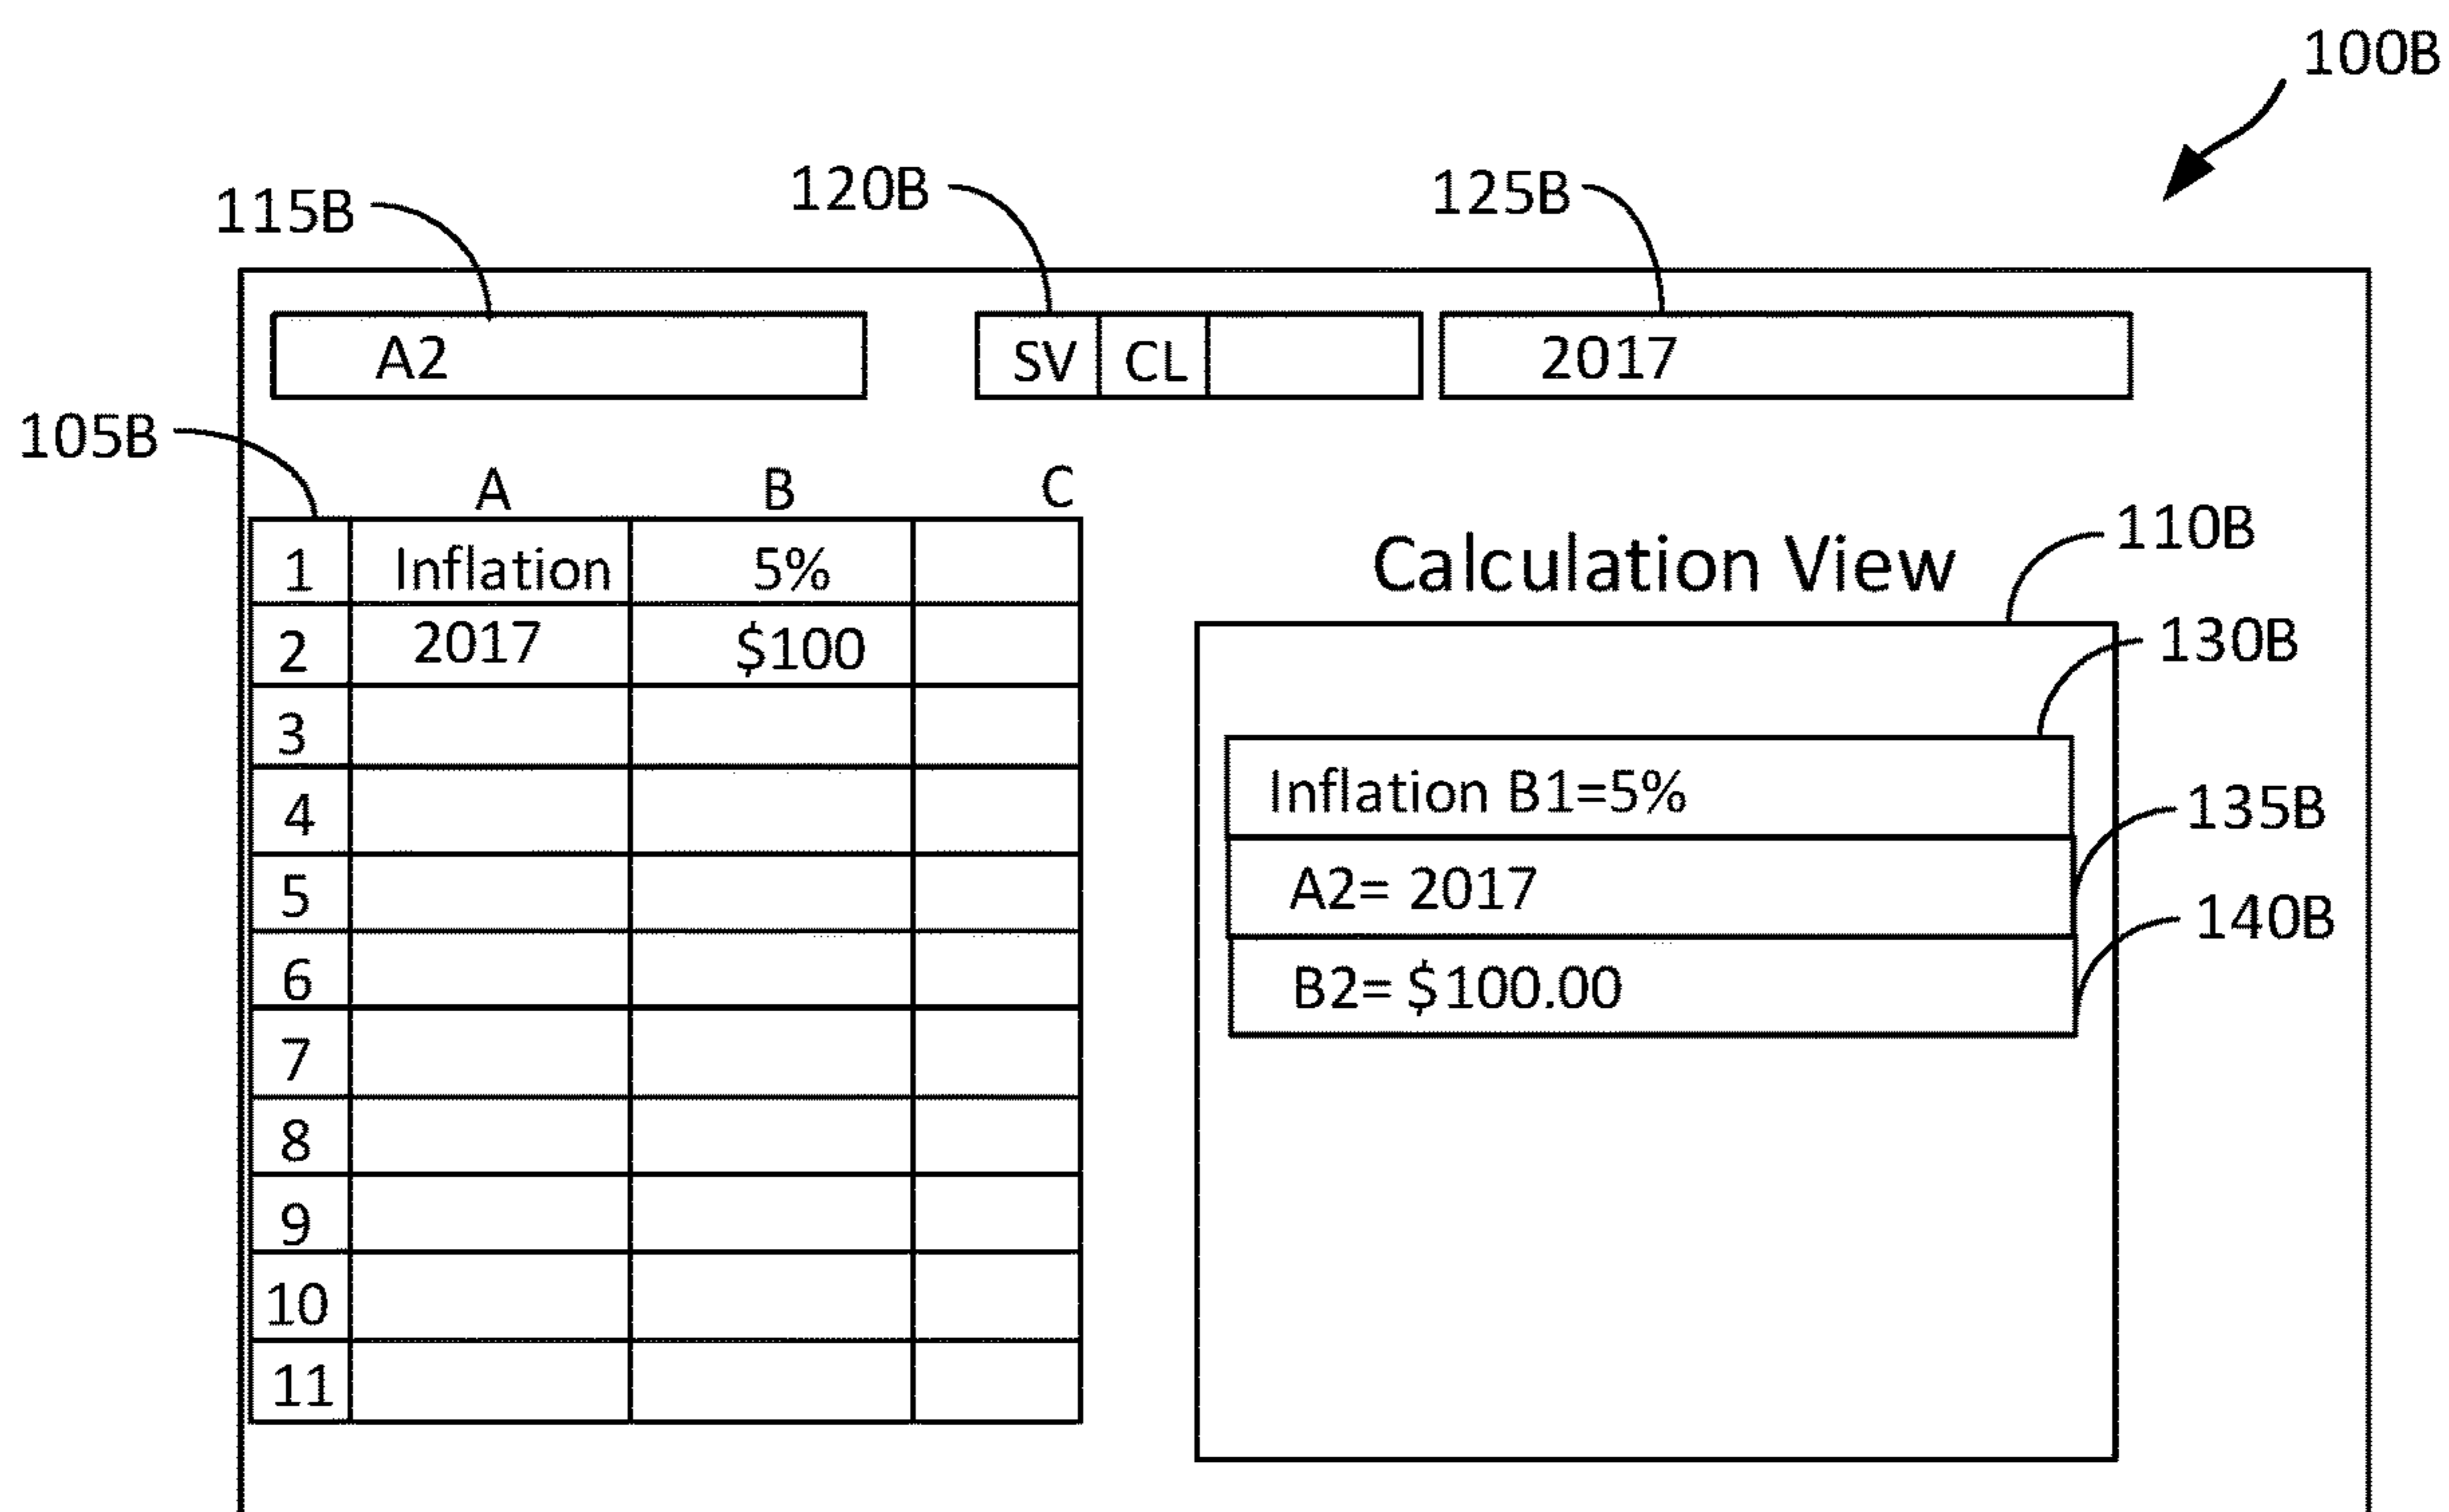 100B
115B
120B
125B
A2
SV CL
2017
105B
A B C
110B
Calculation View
1 Inflation 5%
130B
2 2017 $100
3
Inflation B1=5%
135B
4
A2= 2017
5
140B
6
B2= $100.00
7
8
9
10
11